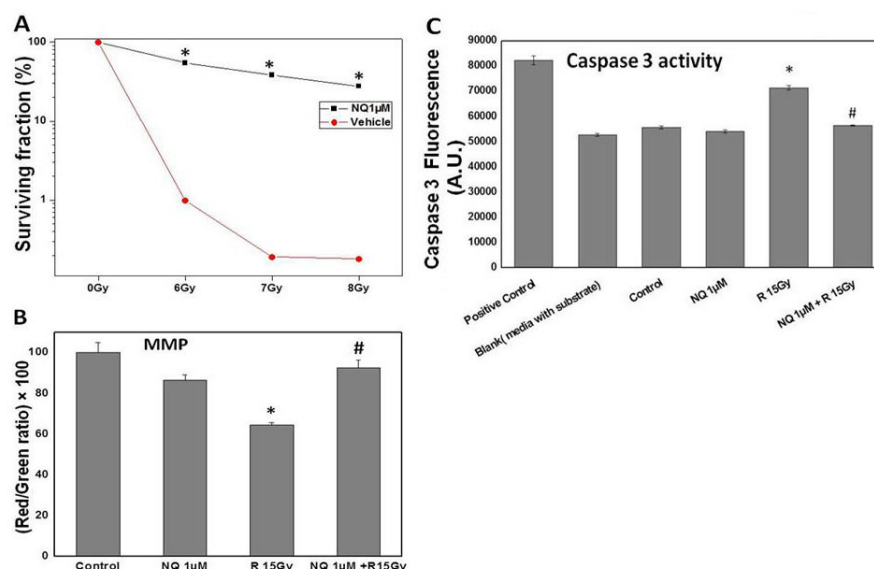 A
Surviving fraction (%)
100
10
1
*
*
*
NQ1µM
Vehicle
0Gy
6Gy
7Gy
8Gy
B
MMP
(Red/Green ratio) × 100
100
80
60
40
20
0
*
#
Control
NQ 1uM
R 15Gy
NQ 1uM +R15Gy
C
Caspase 3 activity
Caspase 3 Fluorescence
(A.U.)
90000
80000
70000
60000
50000
40000
30000
20000
10000
0
*
#
Positive Control
Blank( media with substrate)
Control
NQ 1µM
R 15Gy
NQ 1µM + R 15Gy